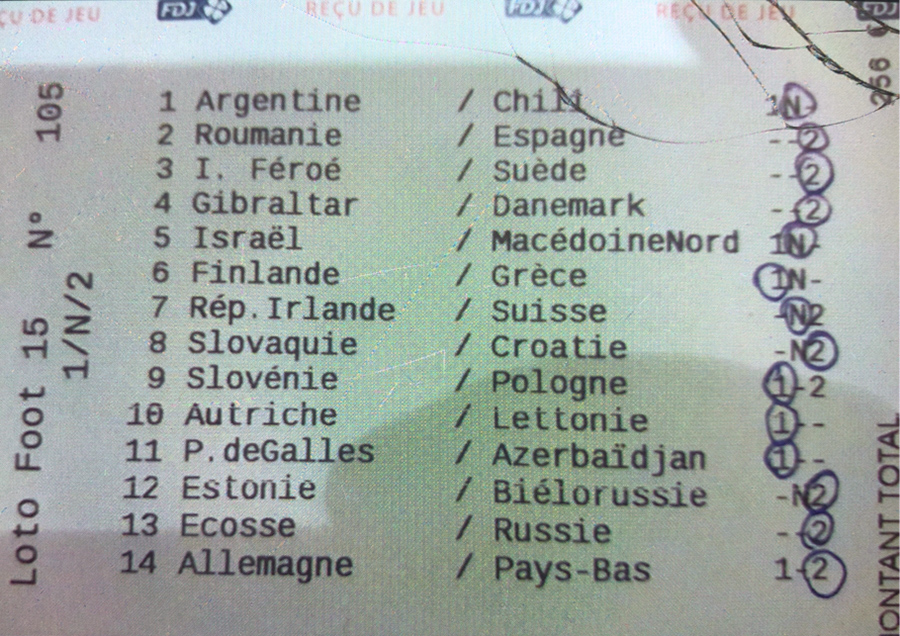 ÇU DE JEU FDJ REÇU DE JEU FDJ REÇU DE JEU FDJ
Loto Foot 15 N° 105
1/N/2
1 Argentine / Chili 1N-
2 Roumanie / Espagne --2
3 I. Féroé / Suède --2
4 Gibraltar / Danemark --2
5 Israël / MacédoineNord 1N-
6 Finlande / Grèce 1N-
7 Rép.Irlande / Suisse -N2
8 Slovaquie / Croatie -N2
9 Slovénie / Pologne 1-2
10 Autriche / Lettonie 1--
11 P.deGalles / Azerbaïdjan 1--
12 Estonie / Biélorussie -N2
13 Ecosse / Russie --2
14 Allemagne / Pays-Bas 1-2
MONTANT TOTAL